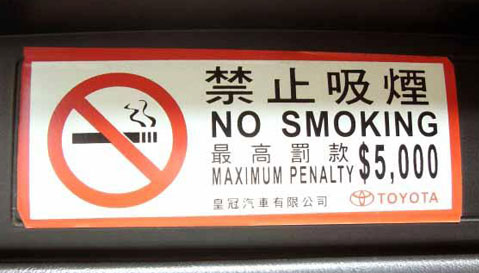 禁止吸煙
NO SMOKING
最高罰款
MAXIMUM PENALTY $5,000
皇冠汽車有限公司 TOYOTA